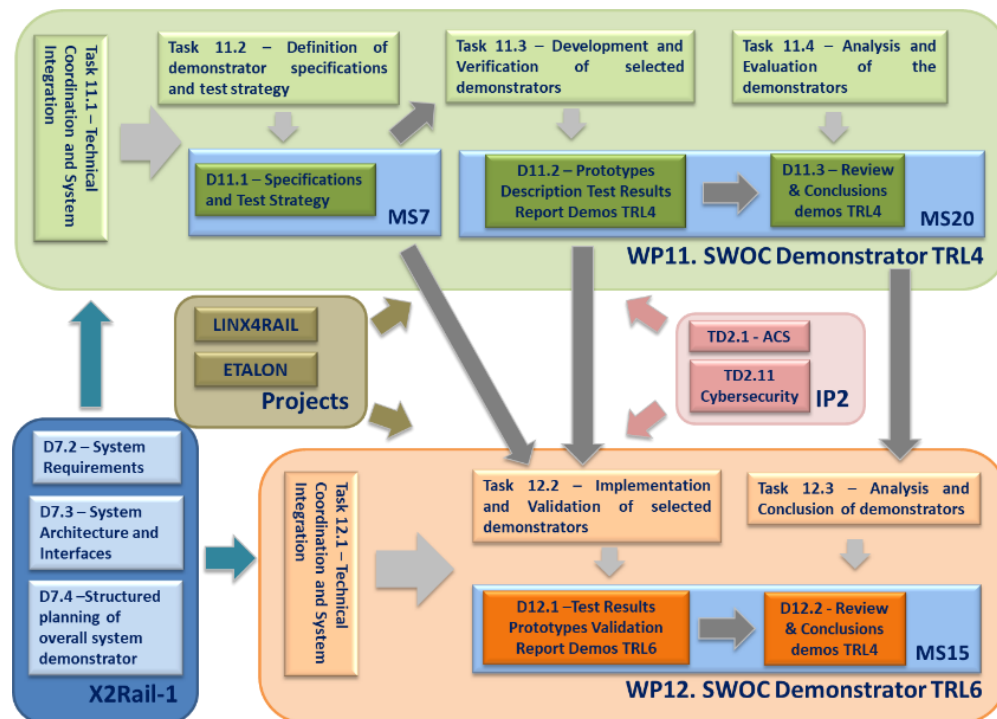 Task 11.1 – Technical
Coordination and System
Integration
Task 11.2 – Definition of
demonstrator specifications
and test strategy
Task 11.3 – Development and
Verification of selected
demonstrators
Task 11.4 – Analysis and
Evaluation of the
demonstrators
D11.1 – Specifications
and Test Strategy
MS7
D11.2 – Prototypes
Description Test Results
Report Demos TRL4
D11.3 – Review
& Conclusions
demos TRL4
MS20
WP11. SWOC Demonstrator TRL4
LINX4RAIL
ETALON
Projects
TD2.1 - ACS
TD2.11
Cybersecurity
IP2
D7.2 – System
Requirements
D7.3 – System
Architecture and
Interfaces
D7.4 –Structured
planning of
overall system
demonstrator
X2Rail-1
Task 12.1 – Technical
Coordination and System
Integration
Task 12.2 – Implementation
and Validation of selected
demonstrators
Task 12.3 – Analysis and
Conclusion of demonstrators
D12.1 –Test Results
Prototypes Validation
Report Demos TRL6
D12.2 - Review
& Conclusions
demos TRL4
MS15
WP12. SWOC Demonstrator TRL6